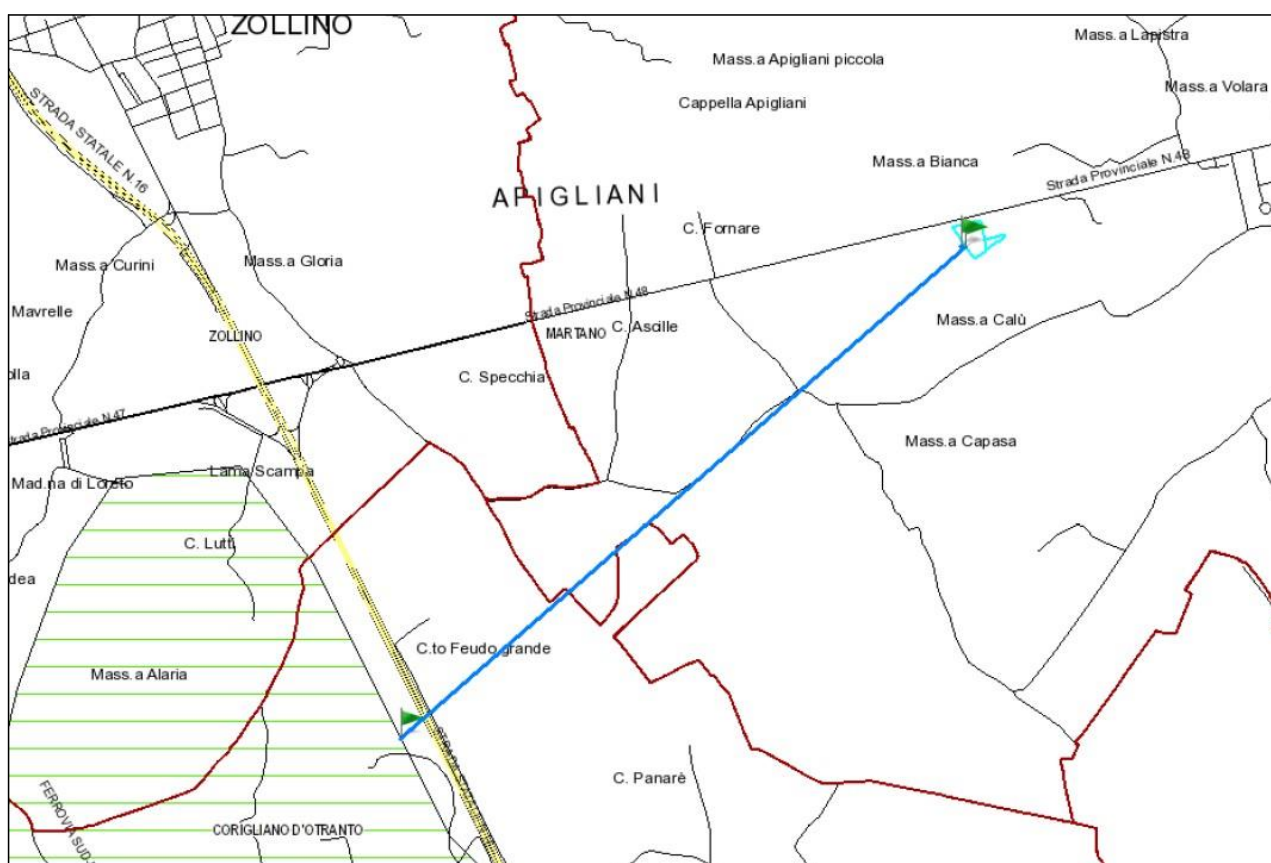 ZOLLINO
Mass.a Lapistra
Mass.a Apigliani piccola
Mass.a Volara
STRADA STATALE N.16
Cappella Apigliani
Mass.a Bianca
Strada Provinciale N.48
APIGLIANI
C. Fornare
Mass.a Curini
Mass.a Gloria
Mavrelle
Strada Provinciale N.48
ZOLLINO
MARTANO
C. Ascille
Mass.a Calù
C. Specchia
Provinciale N.47
Mass.a Capasa
Lama Scampa
Mad.na di Loreto
C. Lutti
C.to Feudo grande
Mass.a Alaria
C. Panarè
CORIGLIANO D'OTRANTO
FERROVIA SUD